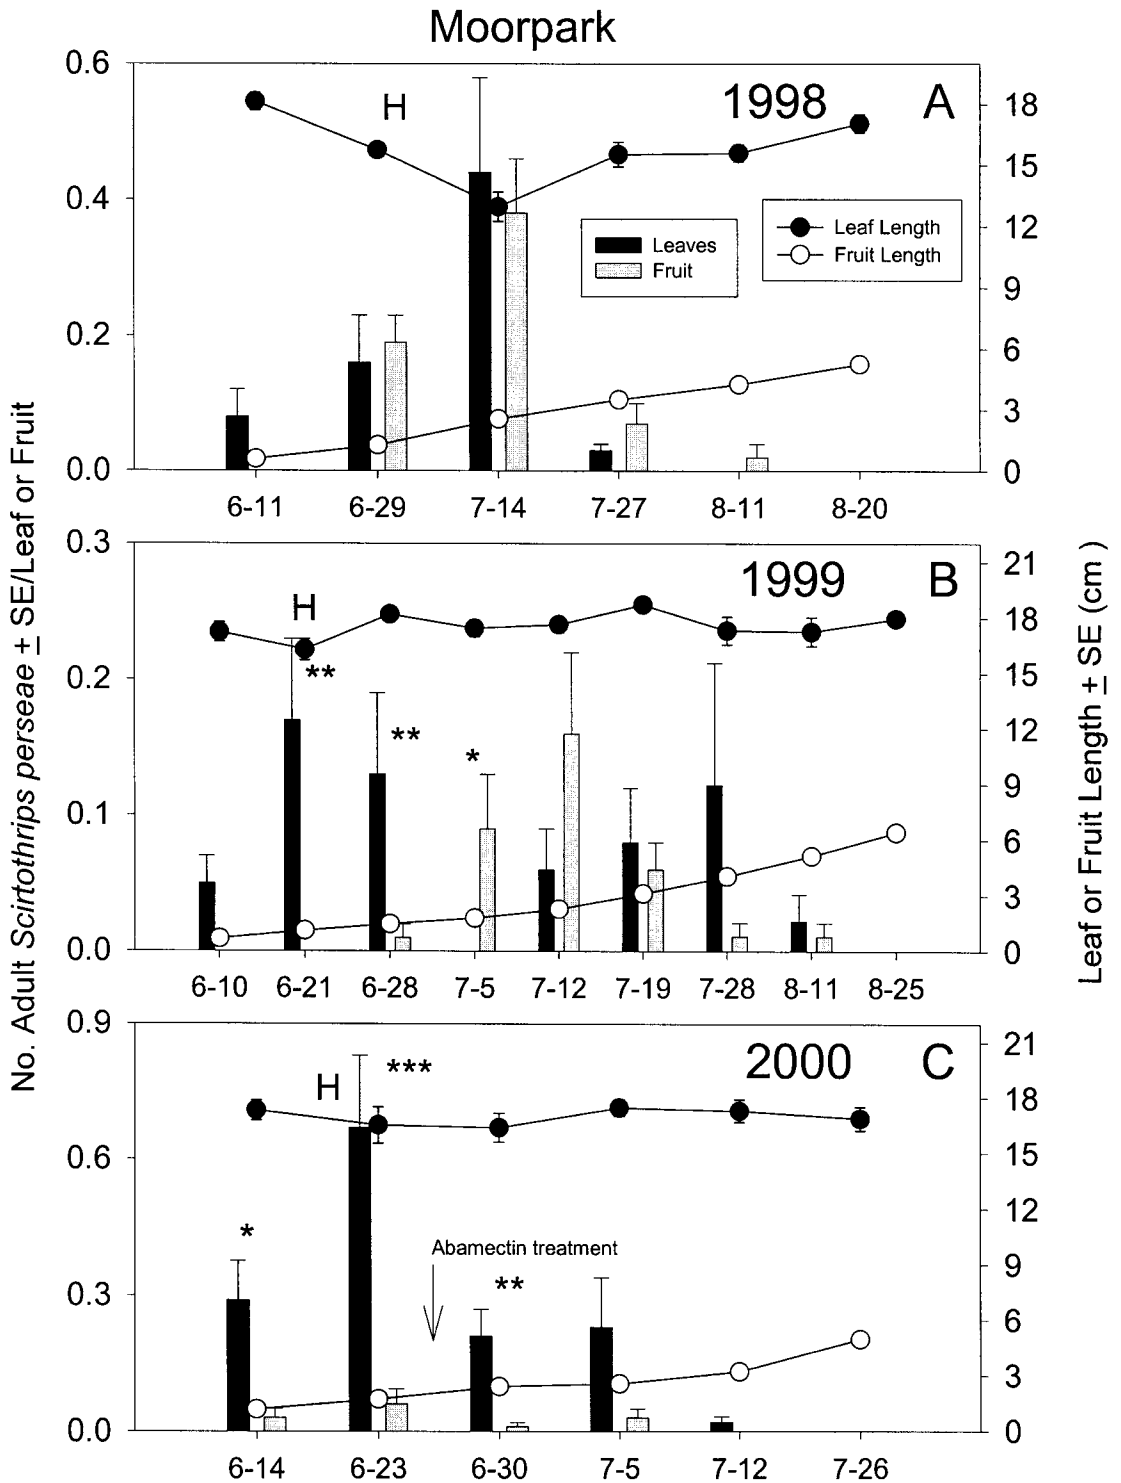 Moorpark
No. Adult Scirtothrips perseae ± SE/Leaf or Fruit
Leaf or Fruit Length ± SE (cm )
1998 A
H
0.6
0.4
0.2
0.0
18
15
12
9
6
3
0
Leaves
Fruit
Leaf Length
Fruit Length
6-11 6-29 7-14 7-27 8-11 8-20
1999 B
H
0.3
0.2
0.1
0.0
21
18
15
12
9
6
3
0
**
**
*
6-10 6-21 6-28 7-5 7-12 7-19 7-28 8-11 8-25
2000 C
H
0.9
0.6
0.3
0.0
21
18
15
12
9
6
3
0
***
*
Abamectin treatment
**
6-14 6-23 6-30 7-5 7-12 7-26